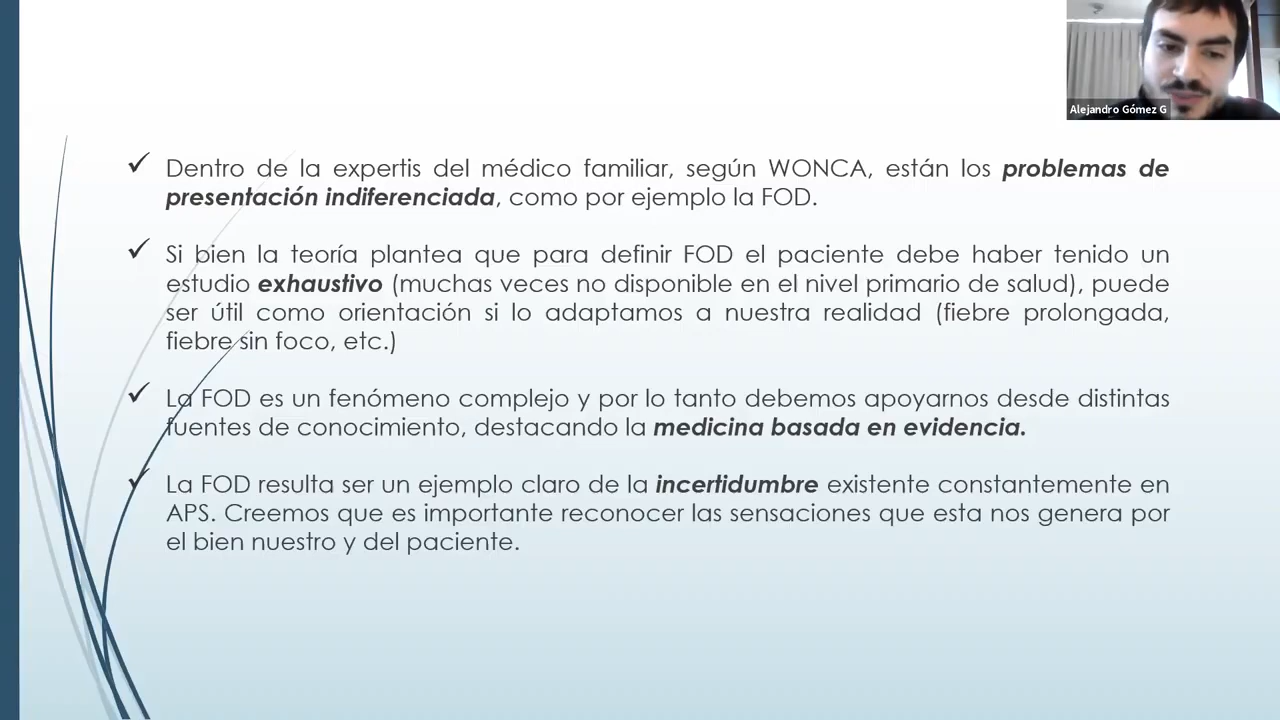 Alejandro Gómez G
Dentro de la expertis del médico familiar, según WONCA, están los problemas de
presentación indiferenciada, como por ejemplo la FOD.
Si bien la teoría plantea que para definir FOD el paciente debe haber tenido un
estudio exhaustivo (muchas veces no disponible en el nivel primario de salud), puede
ser útil como orientación si lo adaptamos a nuestra realidad (fiebre prolongada,
fiebre sin foco, etc.)
La FOD es un fenómeno complejo y por lo tanto debemos apoyarnos desde distintas
fuentes de conocimiento, destacando la medicina basada en evidencia.
La FOD resulta ser un ejemplo claro de la incertidumbre existente constantemente en
APS. Creemos que es importante reconocer las sensaciones que esta nos genera por
el bien nuestro y del paciente.